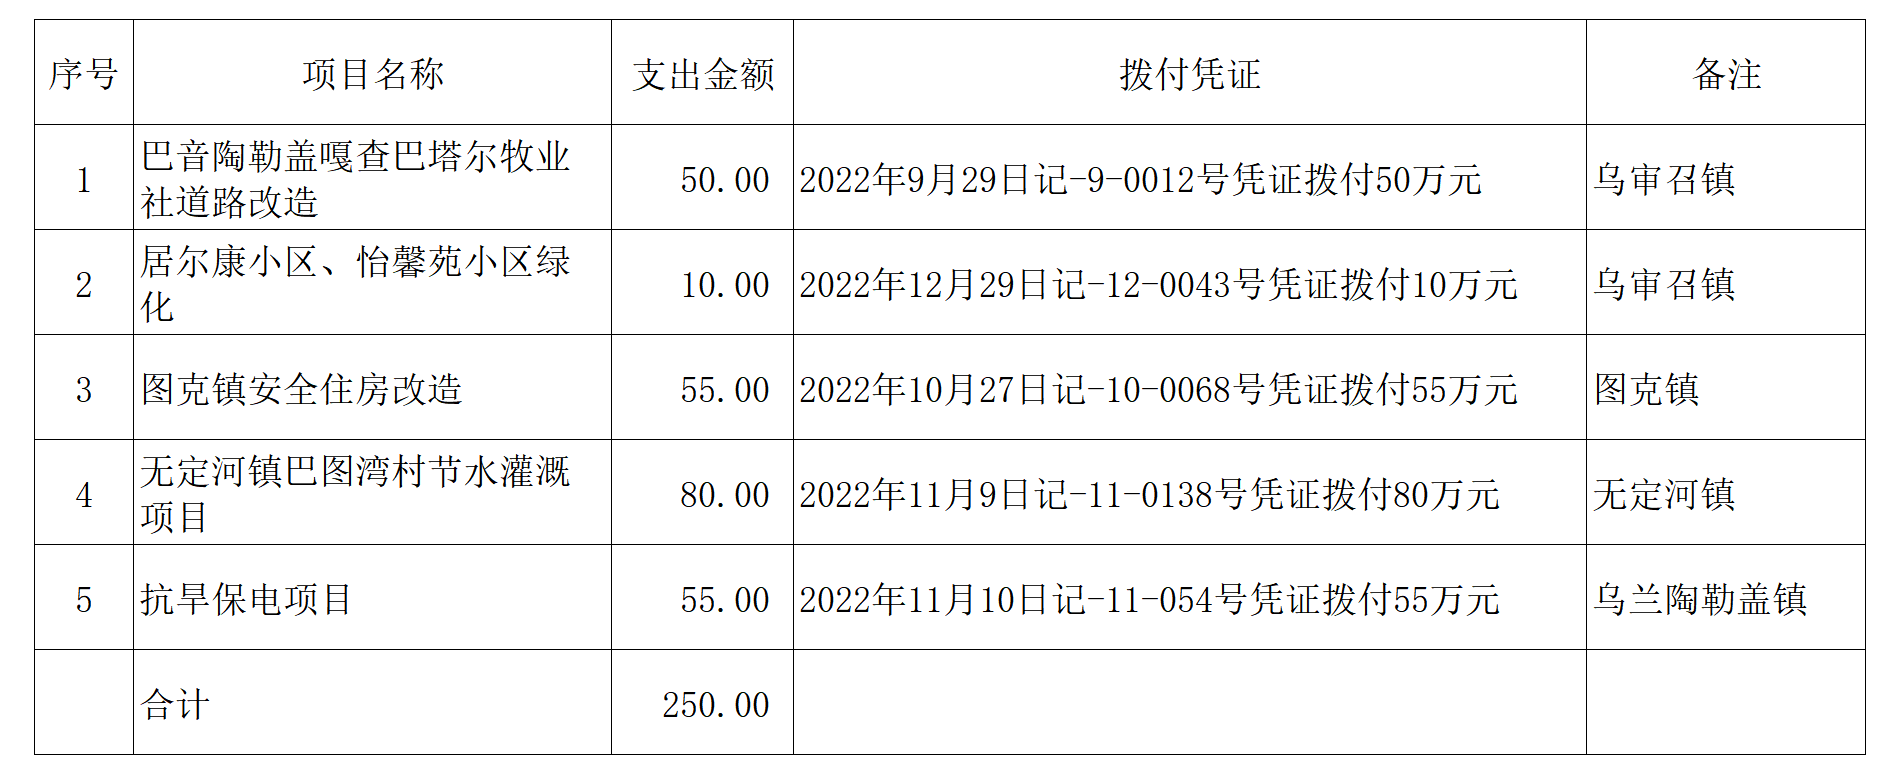 序号 项目名称 支出金额 拨付凭证 备注
1 巴音陶勒盖嘎查巴塔尔牧业
社道路改造 50.00 2022年9月29日记-9-0012号凭证拨付50万元 乌审召镇
2 居尔康小区、怡馨苑小区绿
化 10.00 2022年12月29日记-12-0043号凭证拨付10万元 乌审召镇
3 图克镇安全住房改造 55.00 2022年10月27日记-10-0068号凭证拨付55万元 图克镇
4 无定河镇巴图湾村节水灌溉
项目 80.00 2022年11月9日记-11-0138号凭证拨付80万元 无定河镇
5 抗旱保电项目 55.00 2022年11月10日记-11-054号凭证拨付55万元 乌兰陶勒盖镇
合计 250.00